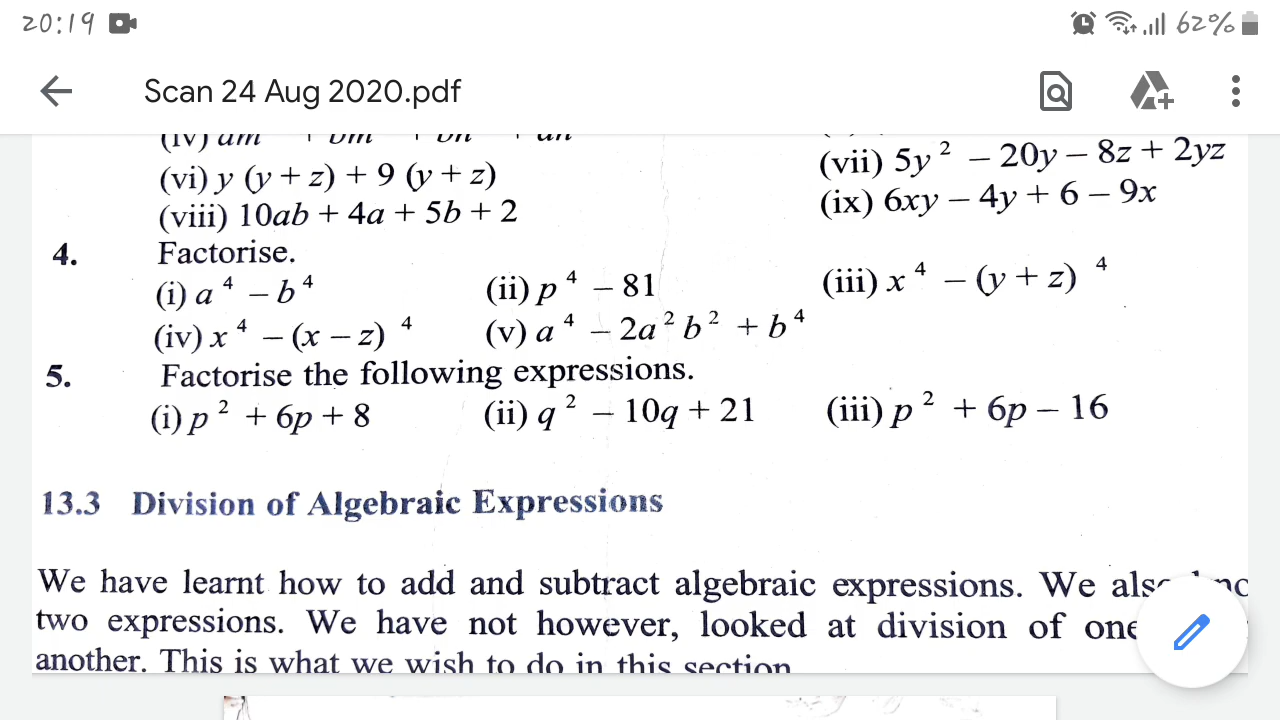 20:19 62%
Scan 24 Aug 2020.pdf
(iv) am + bm + bn + an
(vi) y (y + z) + 9 (y + z) (vii) 5y² – 20y – 8z + 2yz
(viii) 10ab + 4a + 5b + 2 (ix) 6xy – 4y + 6 – 9x
4. Factorise.
(i) a⁴ – b⁴ (ii) p⁴ – 81 (iii) x⁴ – (y + z)⁴
(iv) x⁴ – (x – z)⁴ (v) a⁴ – 2a²b² + b⁴
5. Factorise the following expressions.
(i) p² + 6p + 8 (ii) q² – 10q + 21 (iii) p² + 6p – 16
13.3 Division of Algebraic Expressions
We have learnt how to add and subtract algebraic expressions. We
two expressions. We have not however, looked at division of one
another. This is what we wish to do in this section